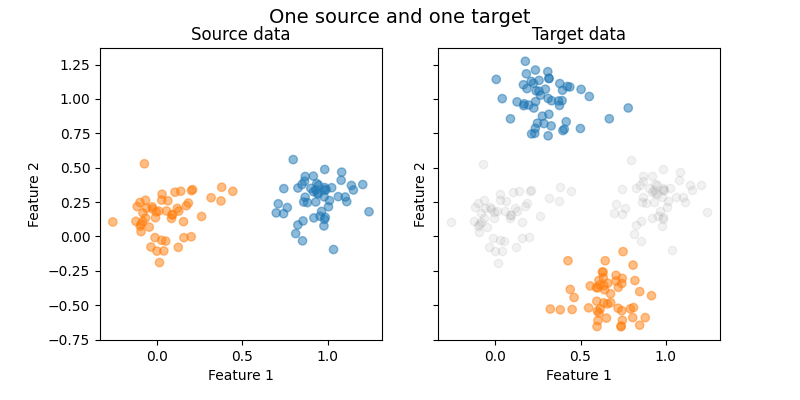 One source and one target
Source data
Target data
1.25
1.00
0.75
0.50
0.25
0.00
−0.25
−0.50
−0.75
Feature 2
Feature 2
0.0 0.5 1.0
0.0 0.5 1.0
Feature 1
Feature 1